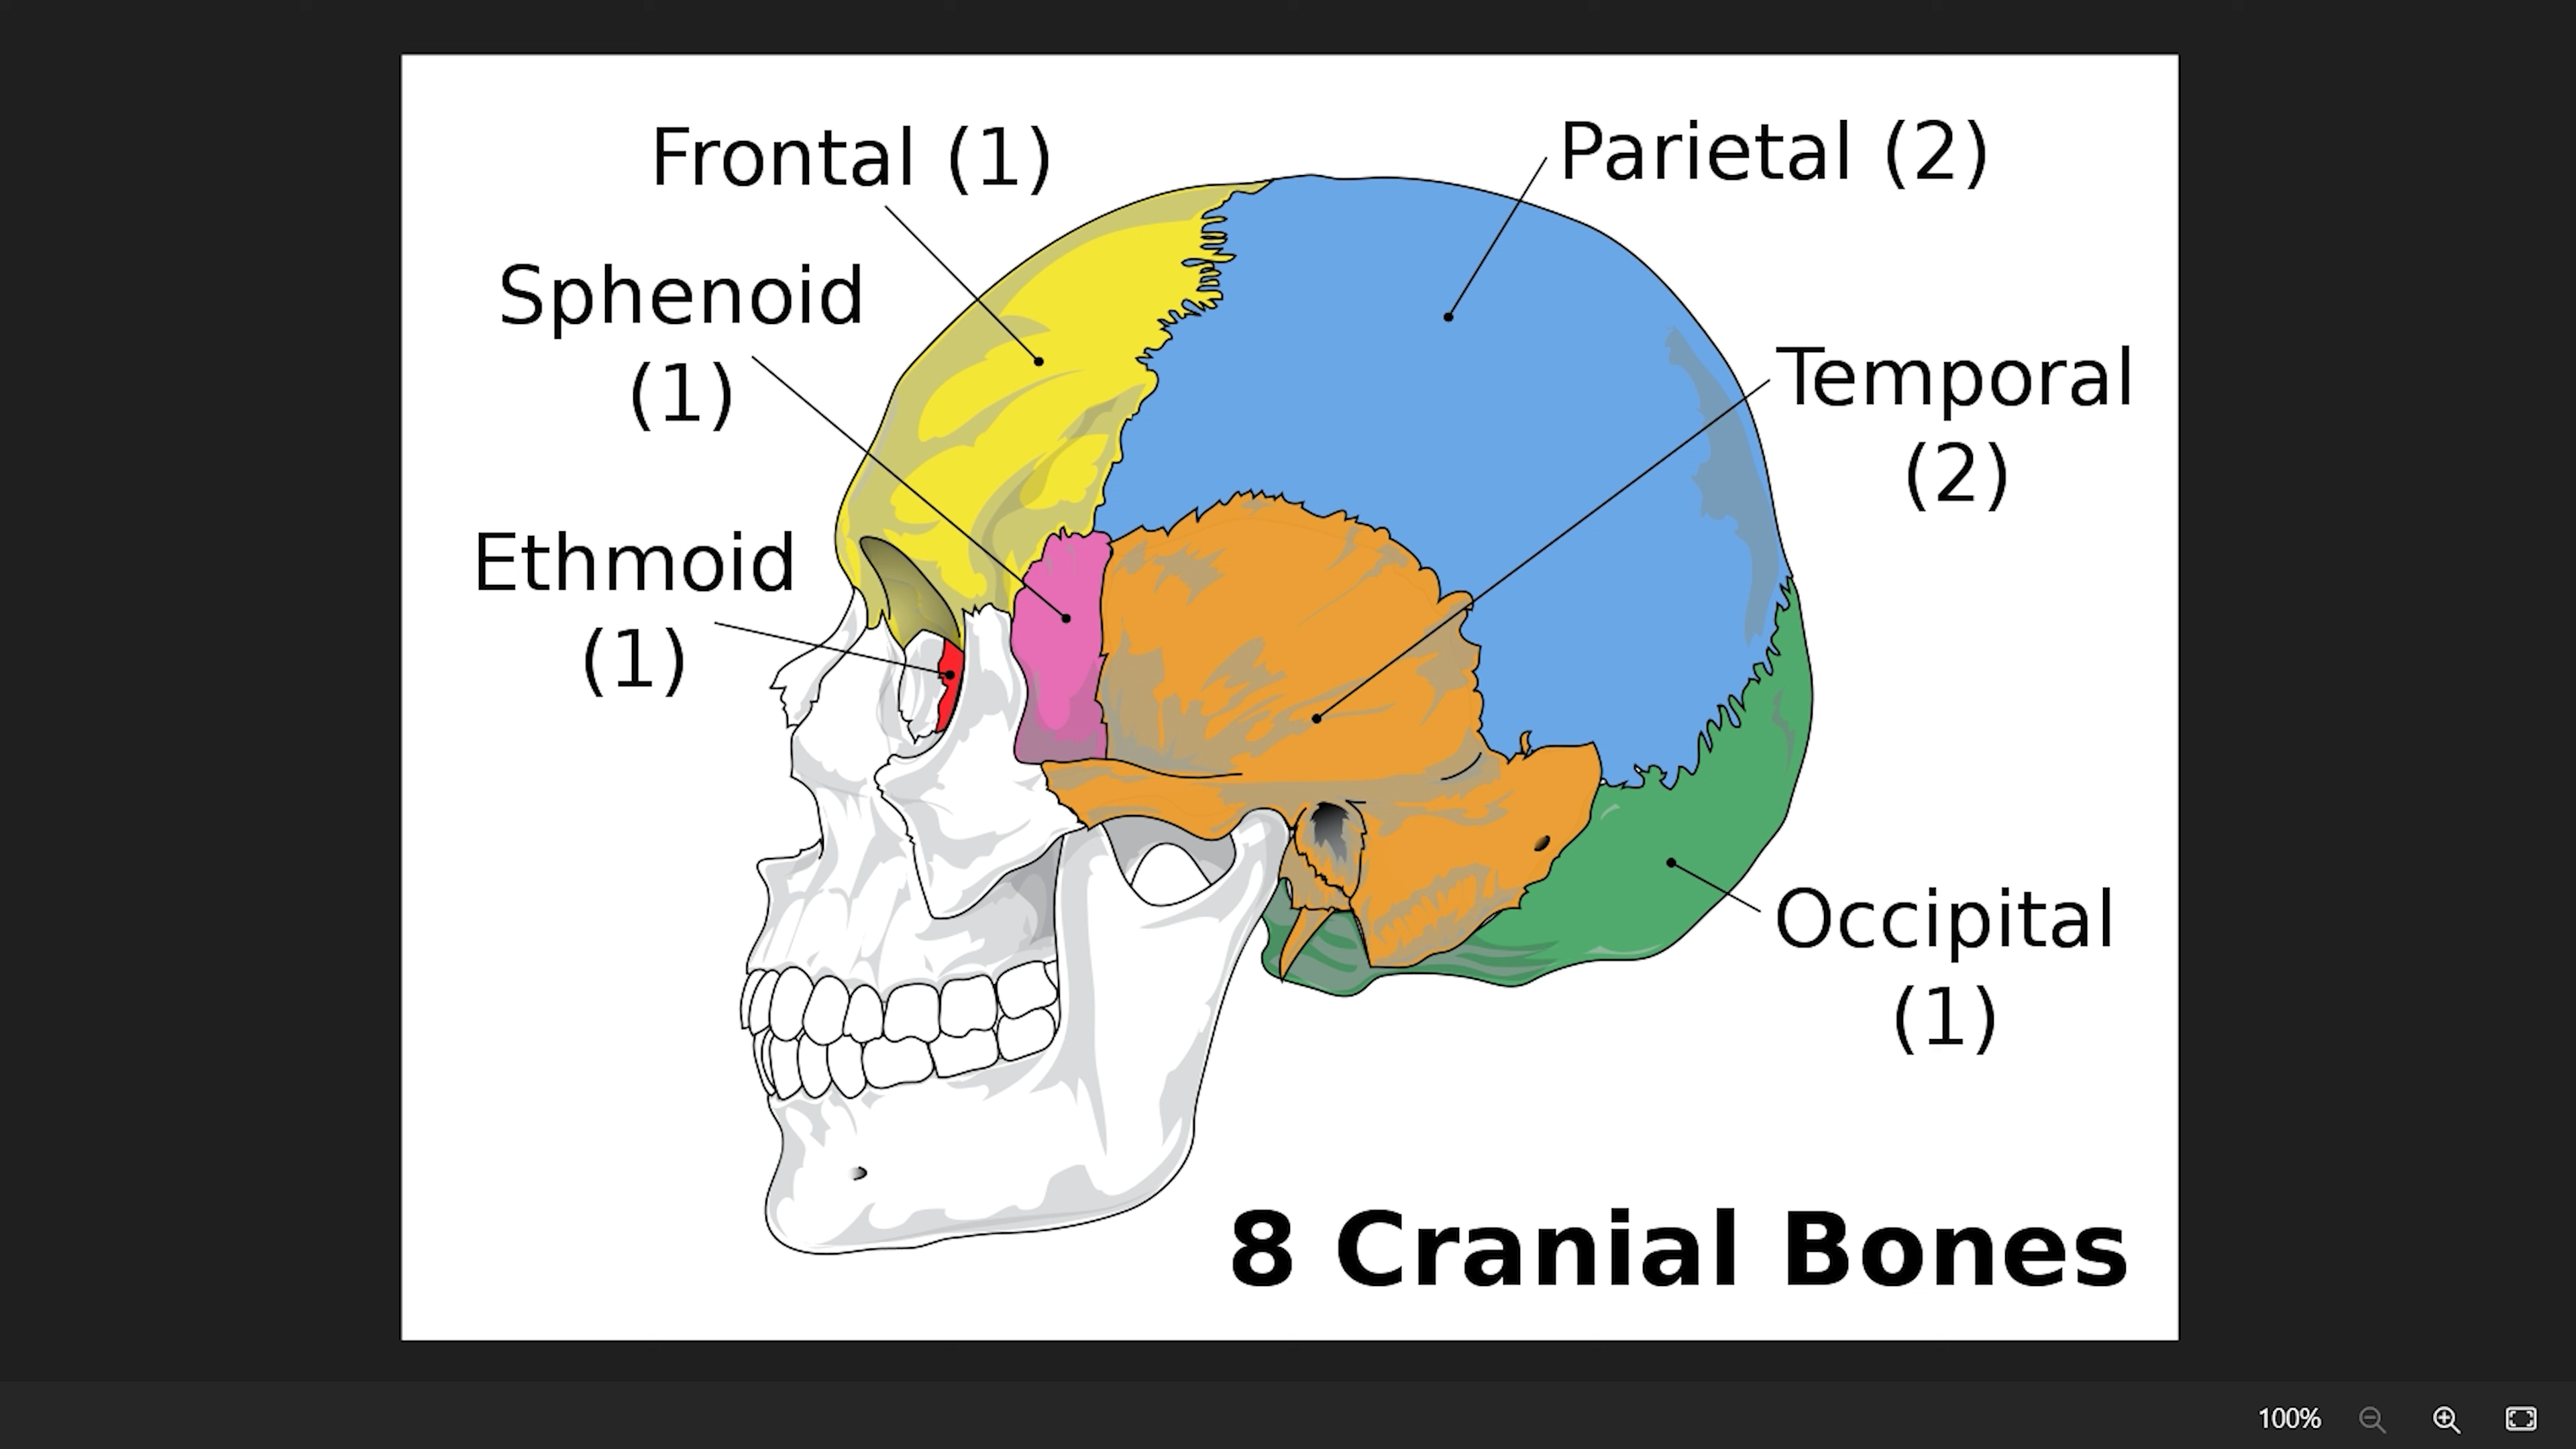 Frontal (1)
Parietal (2)
Sphenoid
(1)
Temporal
(2)
Ethmoid
(1)
Occipital
(1)
8 Cranial Bones
100%